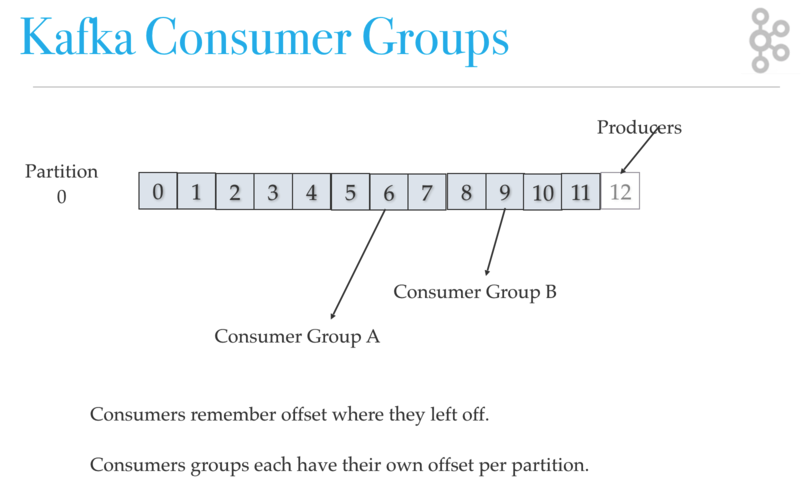 Kafka Consumer Groups
Producers
Partition
0
0 1 2 3 4 5 6 7 8 9 10 11 12
Consumer Group B
Consumer Group A
Consumers remember offset where they left off.
Consumers groups each have their own offset per partition.